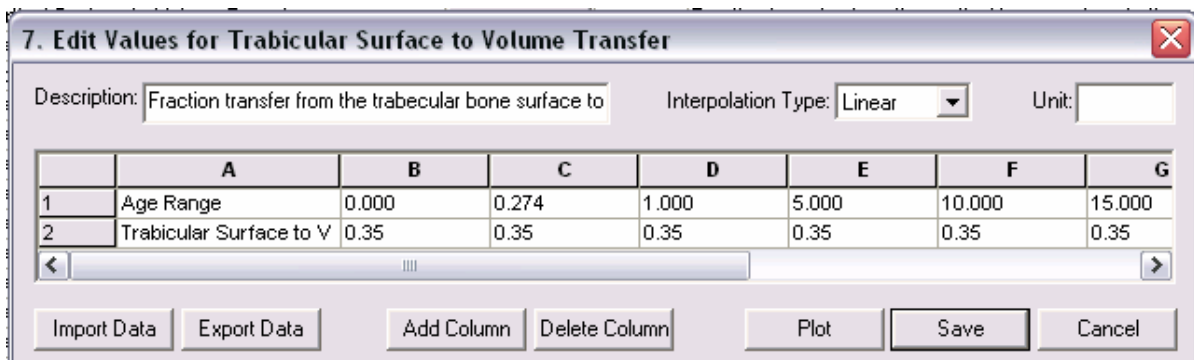 7. Edit Values for Trabicular Surface to Volume Transfer
Description: Fraction transfer from the trabecular bone surface to Interpolation Type: Linear Unit:
A B C D E F G
1 Age Range 0.000 0.274 1.000 5.000 10.000 15.000
2 Trabicular Surface to V 0.35 0.35 0.35 0.35 0.35 0.35
Import Data Export Data Add Column Delete Column Plot Save Cancel